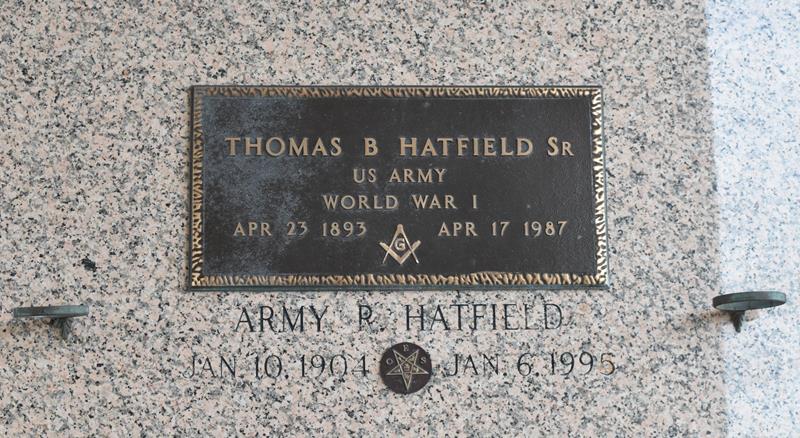 THOMAS B HATFIELD SR
US ARMY
WORLD WAR I
APR 23 1893 G APR 17 1987
ARMY R. HATFIELD
JAN. 10, 1904 O E S JAN. 6, 1995